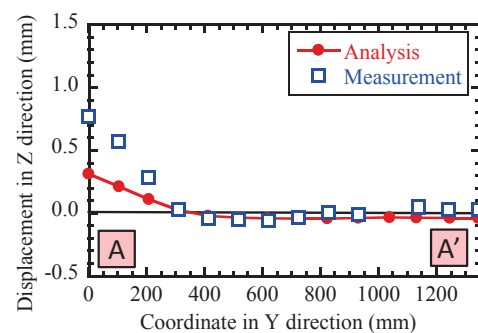 Displacement in Z direction (mm)
1.5
1.0
0.5
0.0
-0.5
Analysis
Measurement
A
A'
0 200 400 600 800 1000 1200
Coordinate in Y direction (mm)